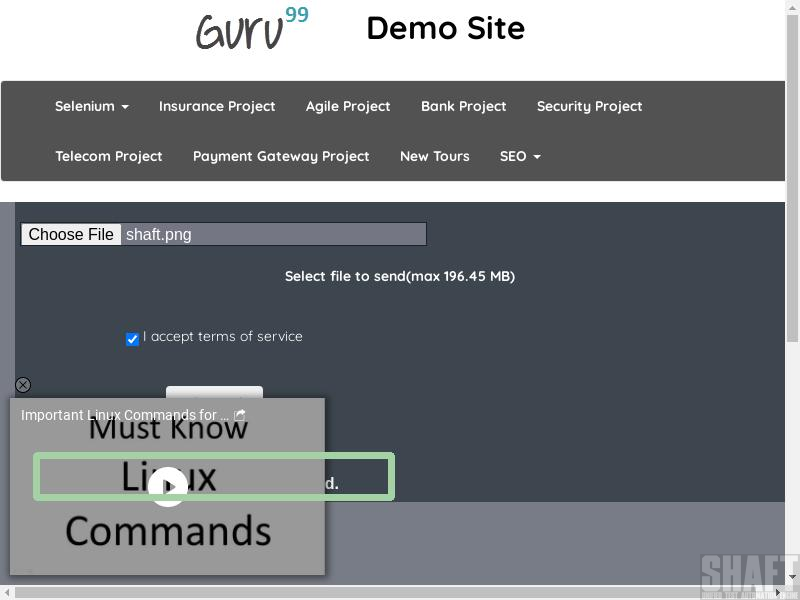 Guru99
Demo Site
Selenium
Insurance Project
Agile Project
Bank Project
Security Project
Telecom Project
Payment Gateway Project
New Tours
SEO
Choose File shaft.png
Select file to send(max 196.45 MB)
I accept terms of service
Important Linux Commands for ...
Must Know
Linux
Commands
d.
SHAFT